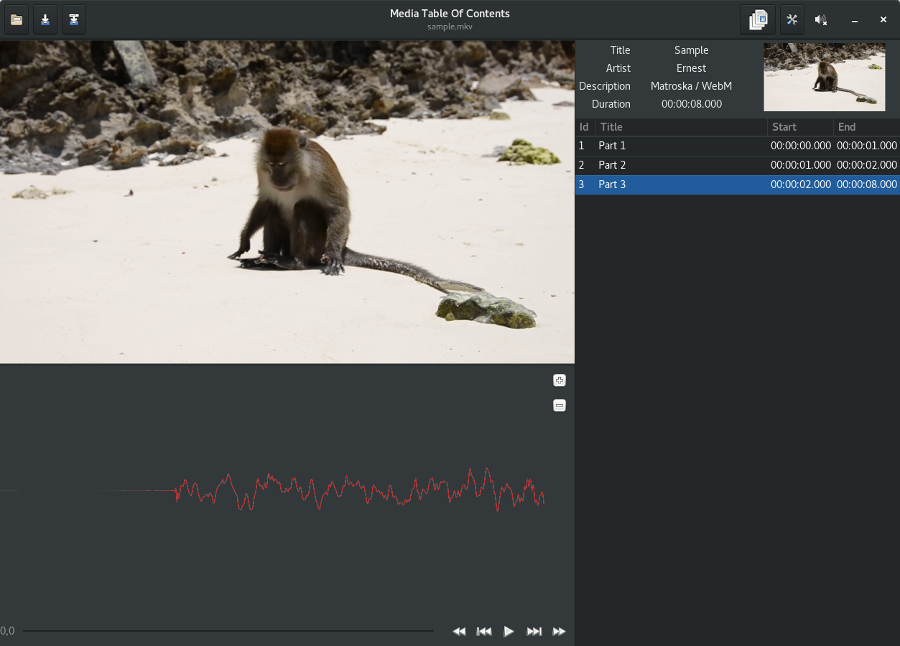 Media Table Of Contents
sample.mkv
Title Sample
Artist Ernest
Description Matroska / WebM
Duration 00:00:08.000
Id Title Start End
1 Part 1 00:00:00.000 00:00:01.000
2 Part 2 00:00:01.000 00:00:02.000
3 Part 3 00:00:02.000 00:00:08.000
0,0